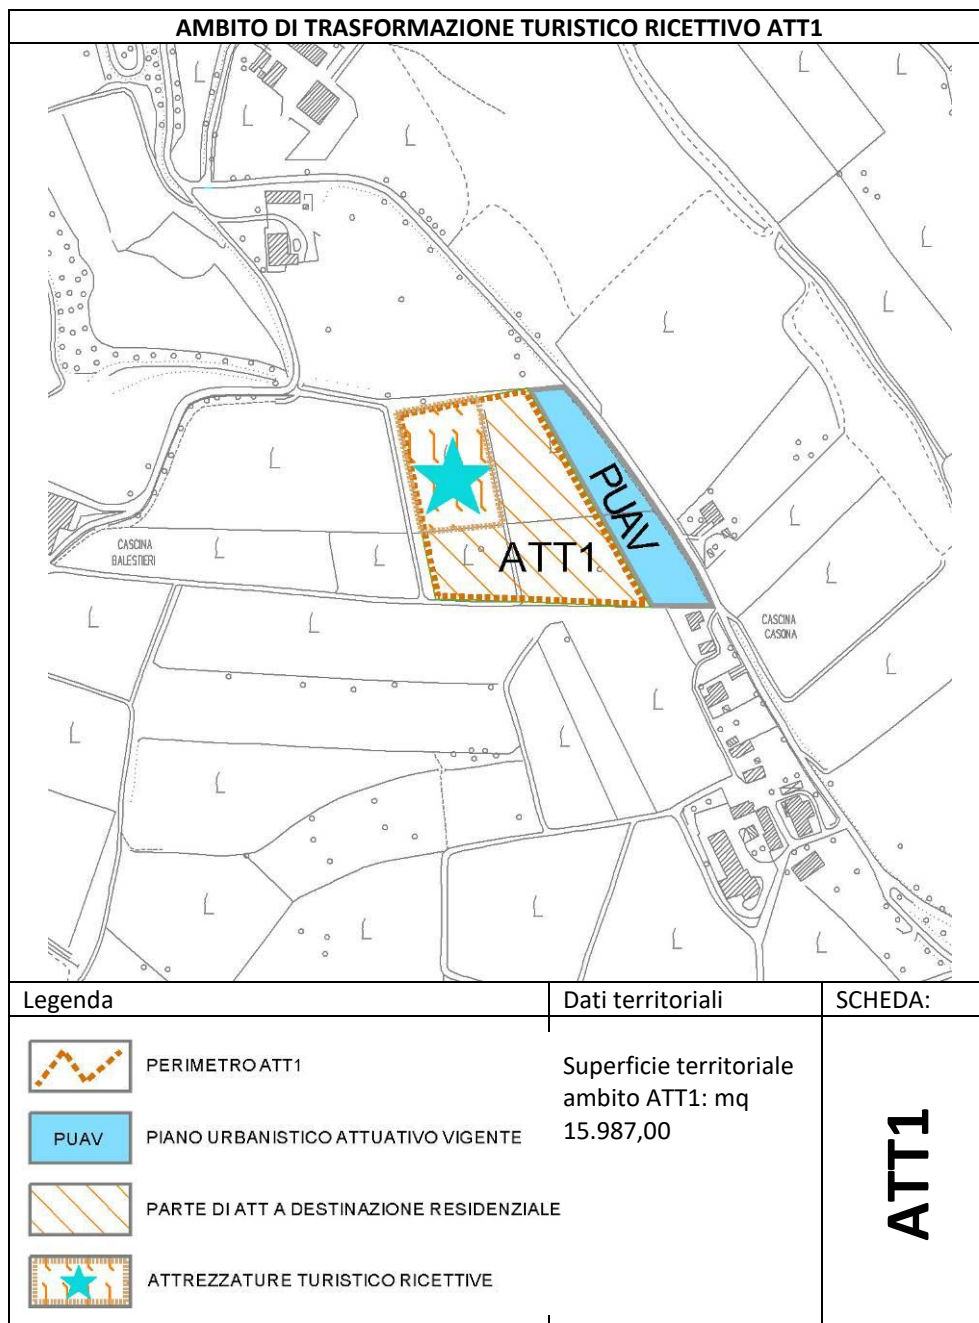 AMBITO DI TRASFORMAZIONE TURISTICO RICETTIVO ATT1
PUAV
ATT1
CASCINA
BALESTIERI
CASCINA
CASONA
Legenda
Dati territoriali
SCHEDA:
PERIMETRO ATT1
PUAV
PIANO URBANISTICO ATTUATIVO VIGENTE
PARTE DI ATT A DESTINAZIONE RESIDENZIALE
ATTREZZATURE TURISTICO RICETTIVE
Superficie territoriale
ambito ATT1: mq
15.987,00
ATT1